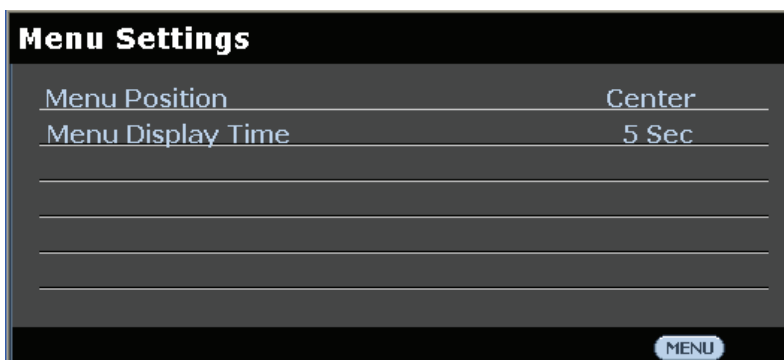 Menu Settings
Menu Position Center
Menu Display Time 5 Sec
MENU